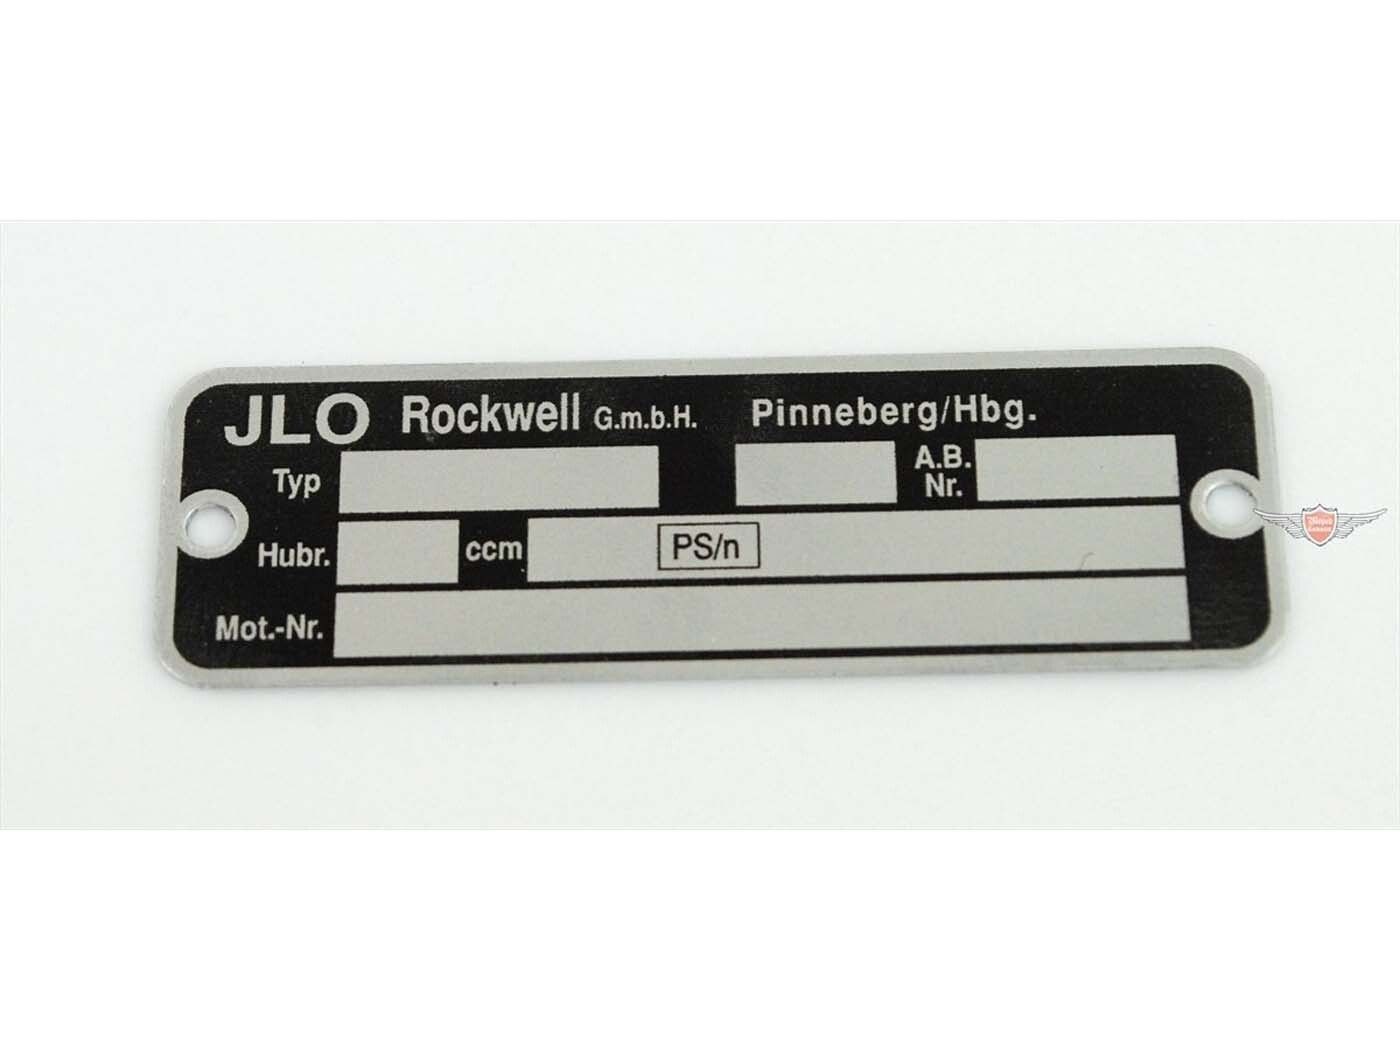 JLO Rockwell G.m.b.H. Pinneberg/Hbg.
Typ A.B. Nr.
Hubr. ccm PS/n
Mot.-Nr.